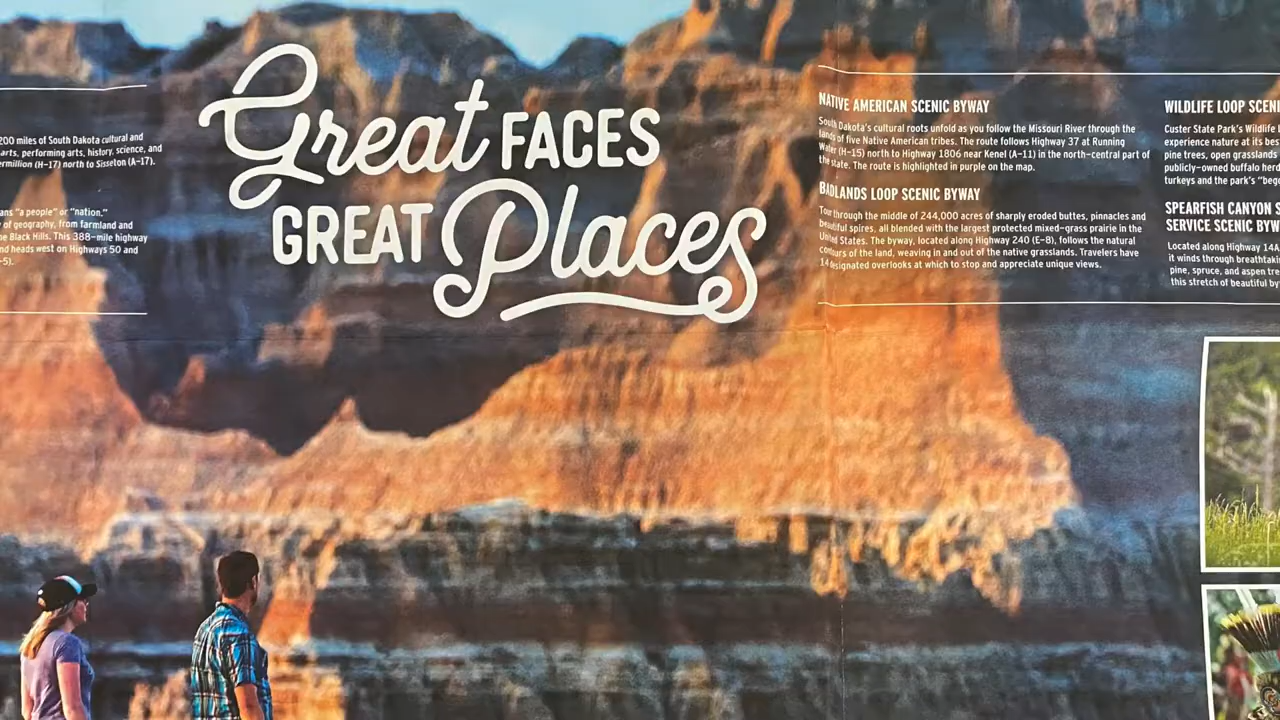 200 miles of South Dakota cultural and
arts, performing arts, history, science, and
ermillion (H-17) north to Sisseton (A-17).
ans "a people" or "nation."
of geography, from farmland and
he Black Hills. This 388-mile highway
nd heads west on Highways 50 and
-5).
Great FACES
GREAT Places
NATIVE AMERICAN SCENIC BYWAY
South Dakota's cultural roots unfold as you follow the Missouri River through the
lands of five Native American tribes. The route follows Highway 37 at Running
Water (H-15) north to Highway 1806 near Kenel (A-11) in the north-central part of
the state. The route is highlighted in purple on the map.
BADLANDS LOOP SCENIC BYWAY
Tour through the middle of 244,000 acres of sharply eroded buttes, pinnacles and
beautiful spires, all blended with the largest protected mixed-grass prairie in the
United States. The byway, located along Highway 240 (E-8), follows the natural
contours of the land, weaving in and out of the native grasslands. Travelers have
14 designated overlooks at which to stop and appreciate unique views.
WILDLIFE LOOP SCENI
Custer State Park's Wildlife
experience nature at its bes
pine trees, open grasslands
publicly-owned buffalo herd
turkeys and the park's "beg
SPEARFISH CANYON S
SERVICE SCENIC BYW
Located along Highway 14A
it winds through breathtakin
pine, spruce, and aspen tre
this stretch of beautiful by